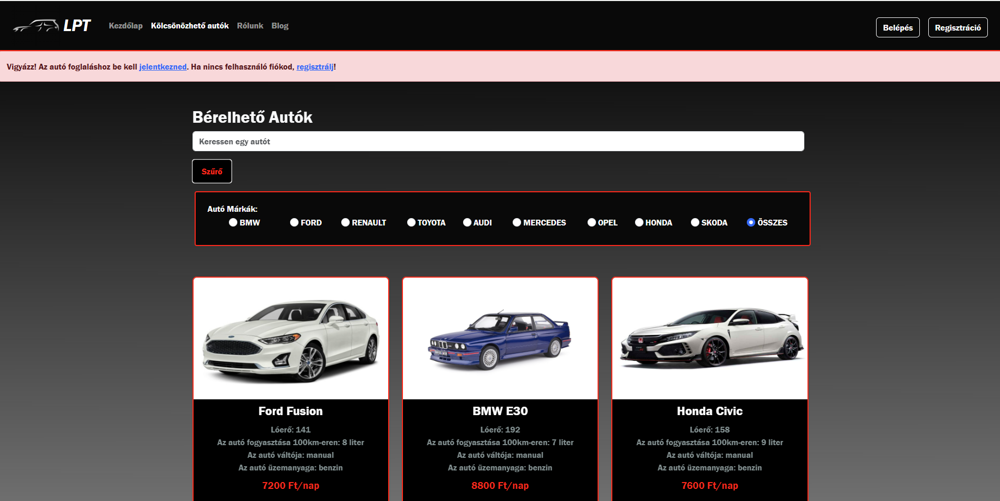 LPT
Kezdőlap Kölcsönözhető autók Rólunk Blog
Belépés Regisztráció
Vigyázz! Az autó foglaláshoz be kell jelentkezned. Ha nincs felhasználó fiókod, regisztrálj!
Bérelhető Autók
Keressen egy autót
Szűrő
Autó Márkák:
BMW FORD RENAULT TOYOTA AUDI MERCEDES OPEL HONDA SKODA ÖSSZES
Ford Fusion
Lóerő: 141
Az autó fogyasztása 100km-eren: 8 liter
Az autó váltója: manual
Az autó üzemanyaga: benzin
7200 Ft/nap
BMW E30
Lóerő: 192
Az autó fogyasztása 100km-eren: 7 liter
Az autó váltója: manual
Az autó üzemanyaga: benzin
8800 Ft/nap
Honda Civic
Lóerő: 158
Az autó fogyasztása 100km-eren: 9 liter
Az autó váltója: manual
Az autó üzemanyaga: benzin
7600 Ft/nap